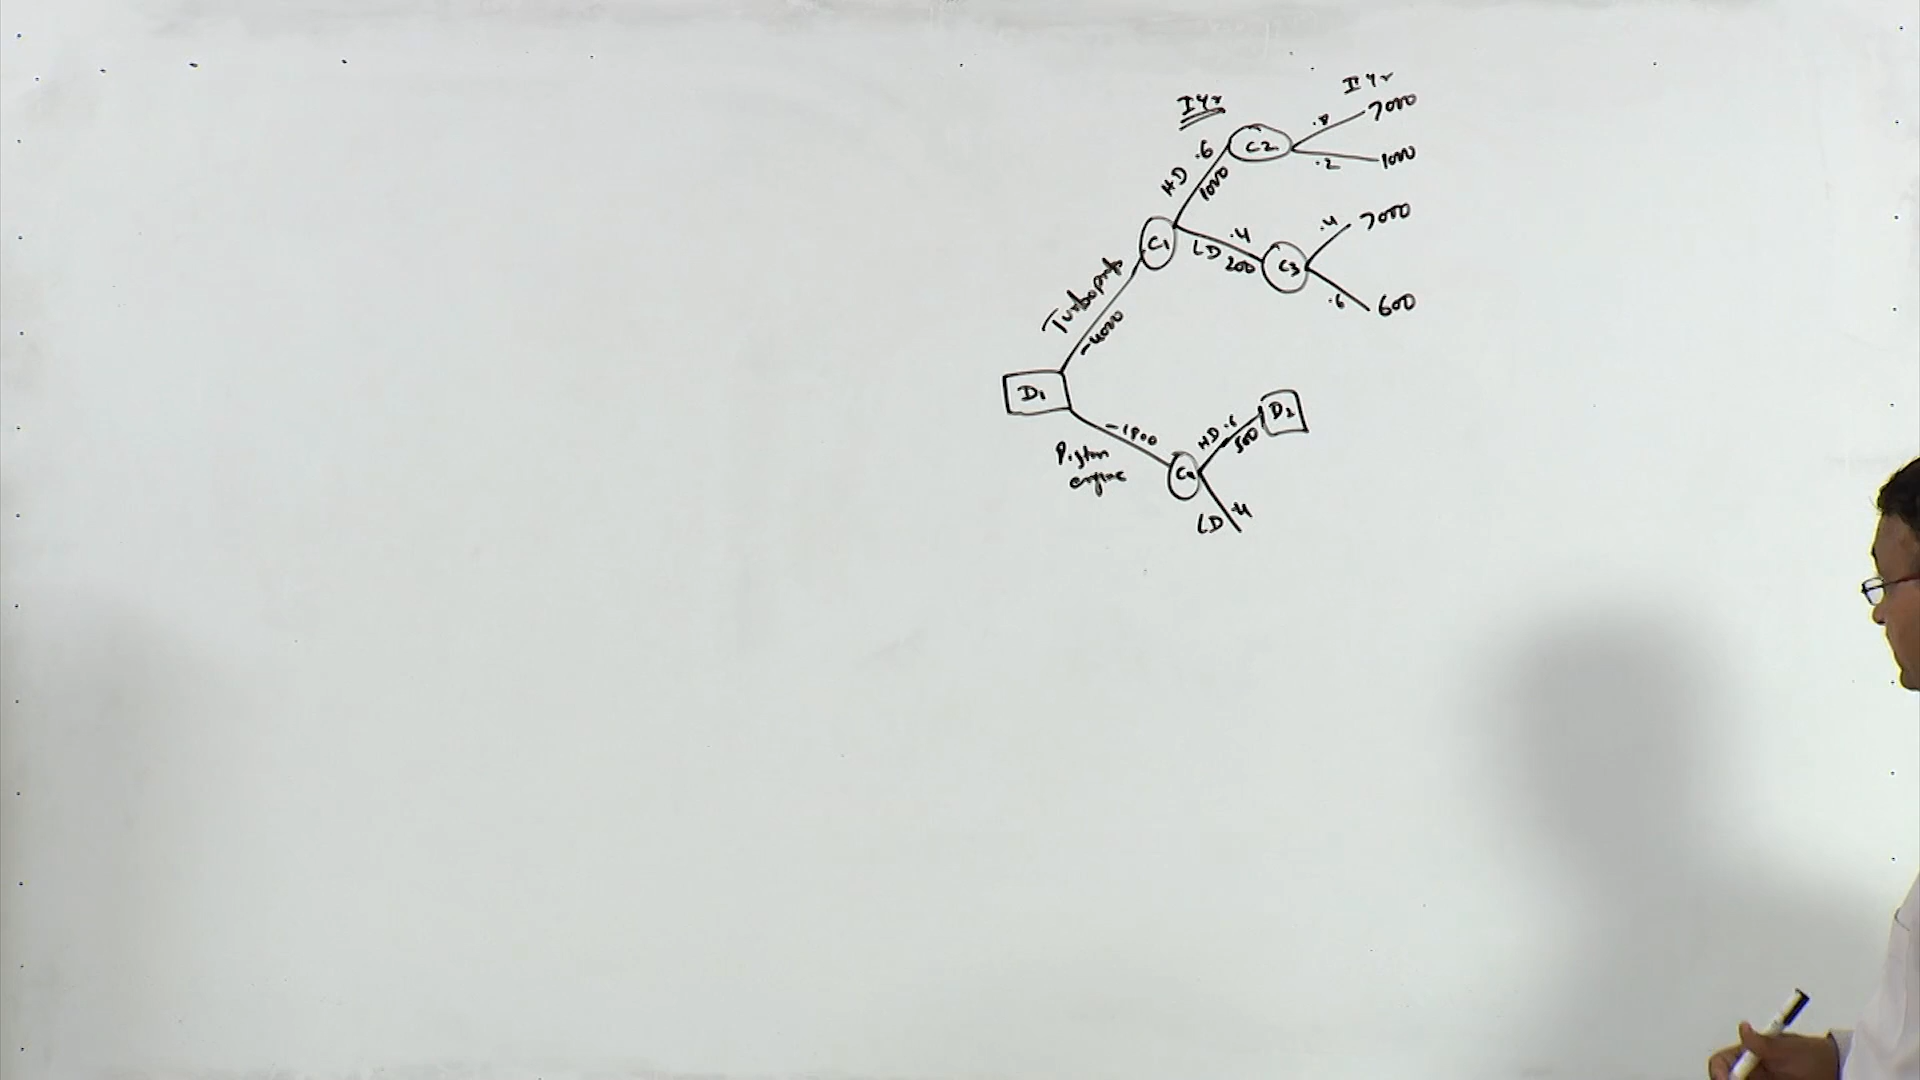 I Yr
II Yr
.8 7000
.6 C2
.2 1000
HD 1000
.4 7000
C1 .4
LD 200 C3
.6 600
Turboprop
-4000
D1
D2
-1800 HD .6
500
Piston
engine
C4
LD .4